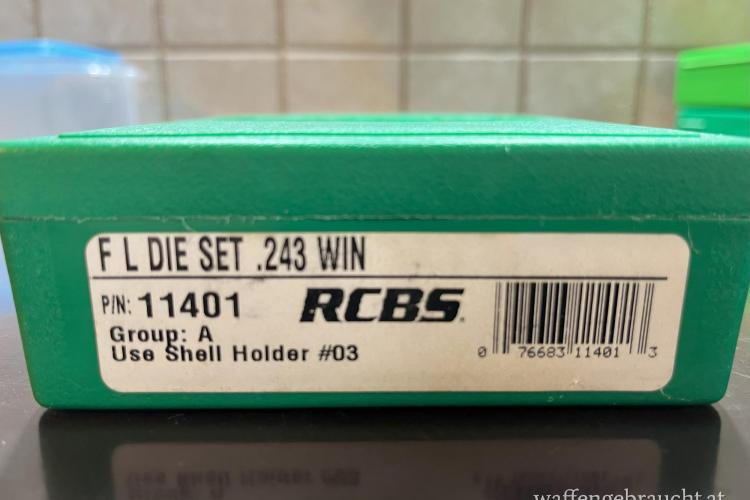 F L DIE SET .243 WIN
P/N: 11401
RCBS.
Group: A
Use Shell Holder #03
0 76683 11401 3
waffengebraucht.at